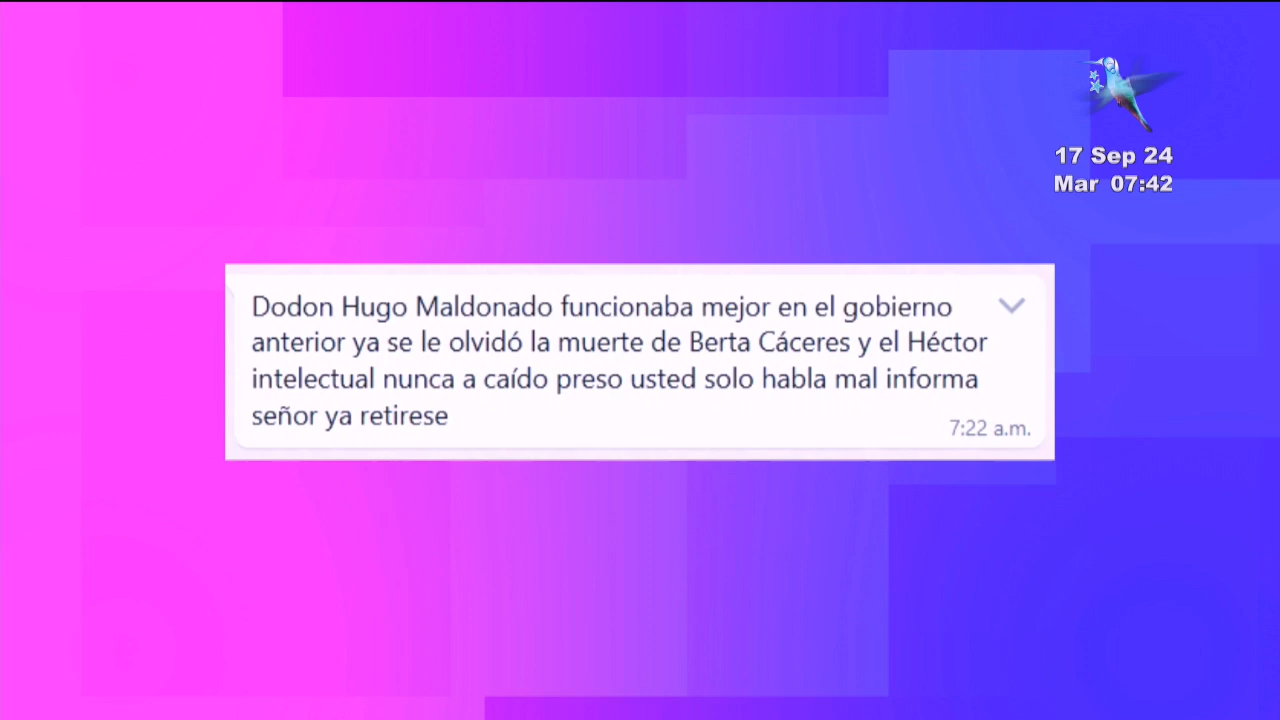 17 Sep 24
Mar 07:42
Dodon Hugo Maldonado funcionaba mejor en el gobierno
anterior ya se le olvidó la muerte de Berta Cáceres y el Héctor
intelectual nunca a caído preso usted solo habla mal informa
señor ya retirese
7:22 a.m.